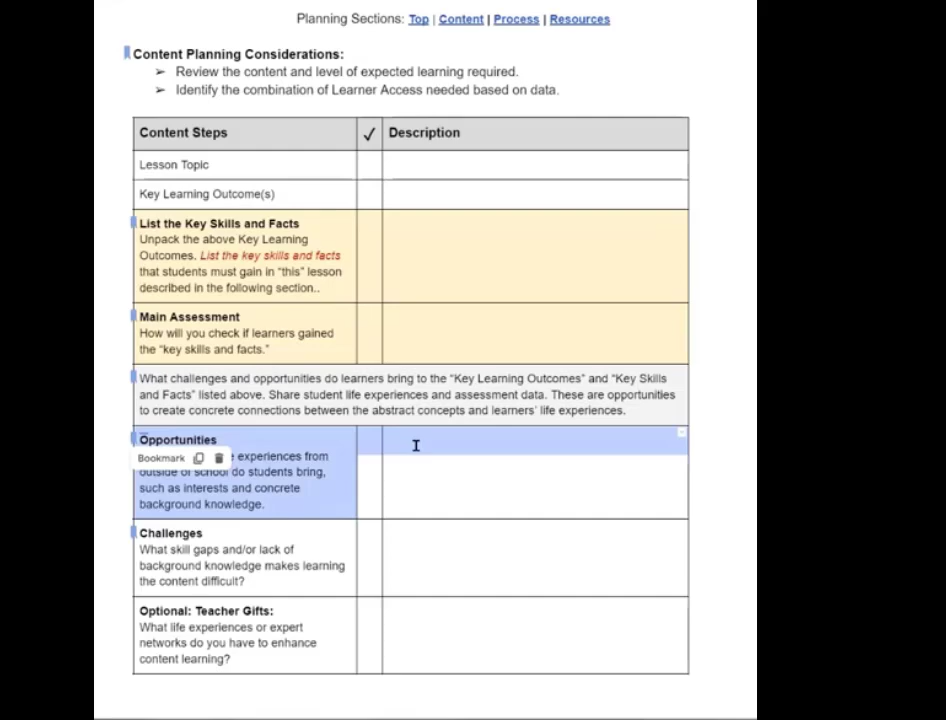 Planning Sections: Top | Content | Process | Resources
Content Planning Considerations:
➢ Review the content and level of expected learning required.
➢ Identify the combination of Learner Access needed based on data.
Content Steps ✓ Description
Lesson Topic
Key Learning Outcome(s)
List the Key Skills and Facts
Unpack the above Key Learning
Outcomes. List the key skills and facts
that students must gain in “this” lesson
described in the following section..
Main Assessment
How will you check if learners gained
the “key skills and facts.”
What challenges and opportunities do learners bring to the “Key Learning Outcomes” and “Key Skills
and Facts” listed above. Share student life experiences and assessment data. These are opportunities
to create concrete connections between the abstract concepts and learners’ life experiences.
Opportunities
Bookmark
experiences from
outside of school do students bring,
such as interests and concrete
background knowledge.
Challenges
What skill gaps and/or lack of
background knowledge makes learning
the content difficult?
Optional: Teacher Gifts:
What life experiences or expert
networks do you have to enhance
content learning?